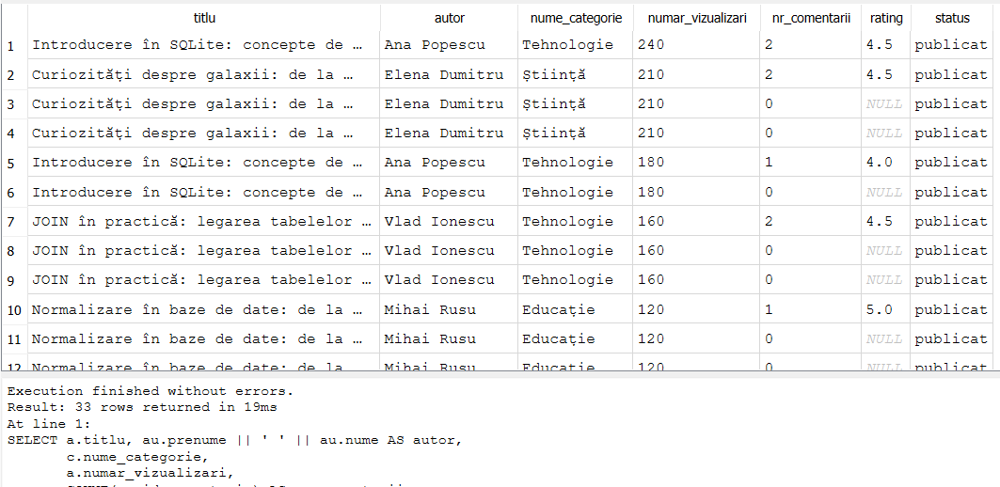 titlu autor nume_categorie numar_vizualizari nr_comentarii rating status
1 Introducere în SQLite: concepte de … Ana Popescu Tehnologie 240 2 4.5 publicat
2 Curiozități despre galaxii: de la … Elena Dumitru Știință 210 2 4.5 publicat
3 Curiozități despre galaxii: de la … Elena Dumitru Știință 210 0 NULL publicat
4 Curiozități despre galaxii: de la … Elena Dumitru Știință 210 0 NULL publicat
5 Introducere în SQLite: concepte de … Ana Popescu Tehnologie 180 1 4.0 publicat
6 Introducere în SQLite: concepte de … Ana Popescu Tehnologie 180 0 NULL publicat
7 JOIN în practică: legarea tabelelor … Vlad Ionescu Tehnologie 160 2 4.5 publicat
8 JOIN în practică: legarea tabelelor … Vlad Ionescu Tehnologie 160 0 NULL publicat
9 JOIN în practică: legarea tabelelor … Vlad Ionescu Tehnologie 160 0 NULL publicat
10 Normalizare în baze de date: de la … Mihai Rusu Educație 120 1 5.0 publicat
11 Normalizare în baze de date: de la … Mihai Rusu Educație 120 0 NULL publicat
12 Normalizare în baze de date: de la … Mihai Rusu Educație 120 0 NULL publicat
Execution finished without errors.
Result: 33 rows returned in 19ms
At line 1:
SELECT a.titlu, au.prenume || ' ' || au.nume AS autor,
c.nume_categorie,
a.numar_vizualizari,